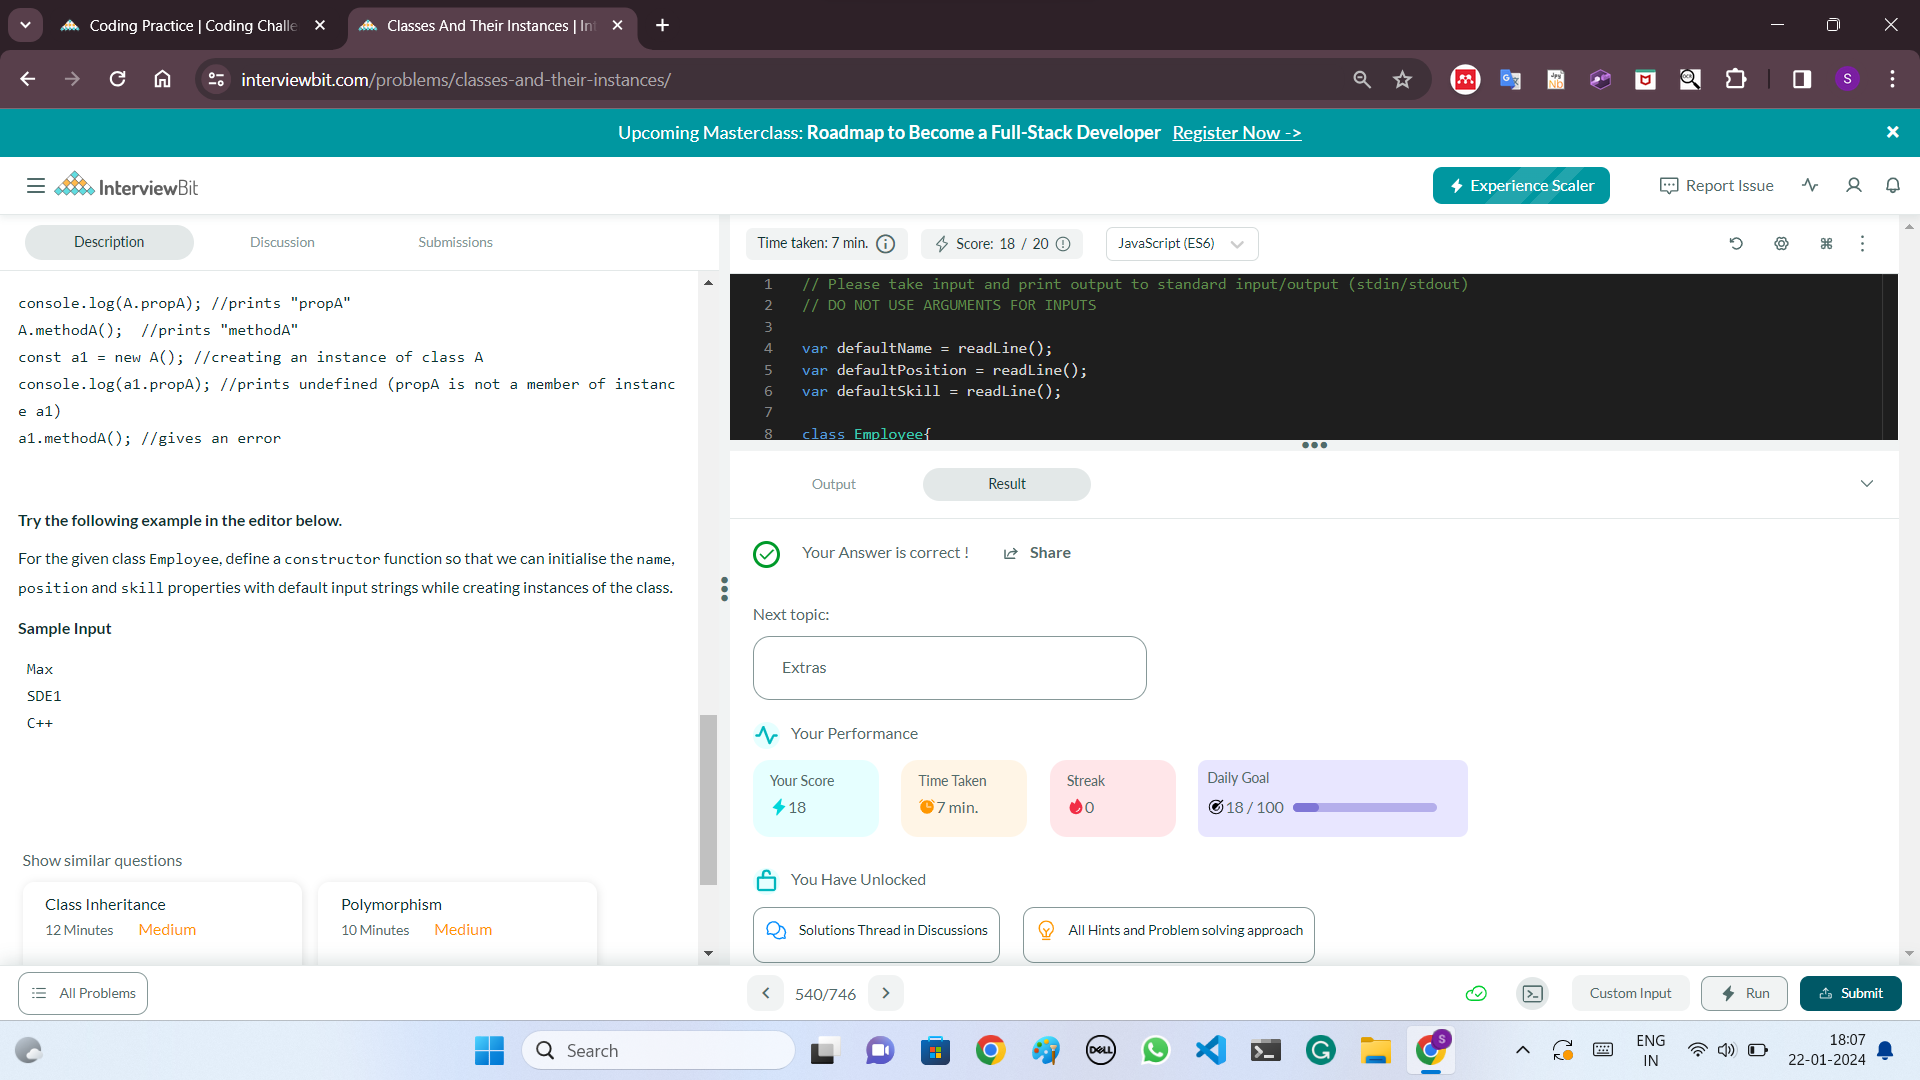 Coding Practice | Coding Challe
Classes And Their Instances | Int
interviewbit.com/problems/classes-and-their-instances/
S
Upcoming Masterclass: Roadmap to Become a Full-Stack Developer Register Now ->
InterviewBit
Experience Scaler
Report Issue
Description
Discussion
Submissions
Time taken: 7 min.
Score: 18 / 20
JavaScript (ES6)
console.log(A.propA); //prints "propA"
A.methodA();  //prints "methodA"
const a1 = new A(); //creating an instance of class A
console.log(a1.propA); //prints undefined (propA is not a member of instanc
e a1)
a1.methodA(); //gives an error
Try the following example in the editor below.
For the given class Employee, define a constructor function so that we can initialise the name,
position and skill properties with default input strings while creating instances of the class.
Sample Input
Max
SDE1
C++
Show similar questions
Class Inheritance
12 Minutes Medium
Polymorphism
10 Minutes Medium
1 // Please take input and print output to standard input/output (stdin/stdout)
2 // DO NOT USE ARGUMENTS FOR INPUTS
3
4 var defaultName = readLine();
5 var defaultPosition = readLine();
6 var defaultSkill = readLine();
7
8 class Employee{
Output
Result
Your Answer is correct !
Share
Next topic:
Extras
Your Performance
Your Score
18
Time Taken
7 min.
Streak
0
Daily Goal
18 / 100
You Have Unlocked
Solutions Thread in Discussions
All Hints and Problem solving approach
All Problems
540/746
Custom Input
Run
Submit
Search
DELL
S
ENG
IN
18:07
22-01-2024